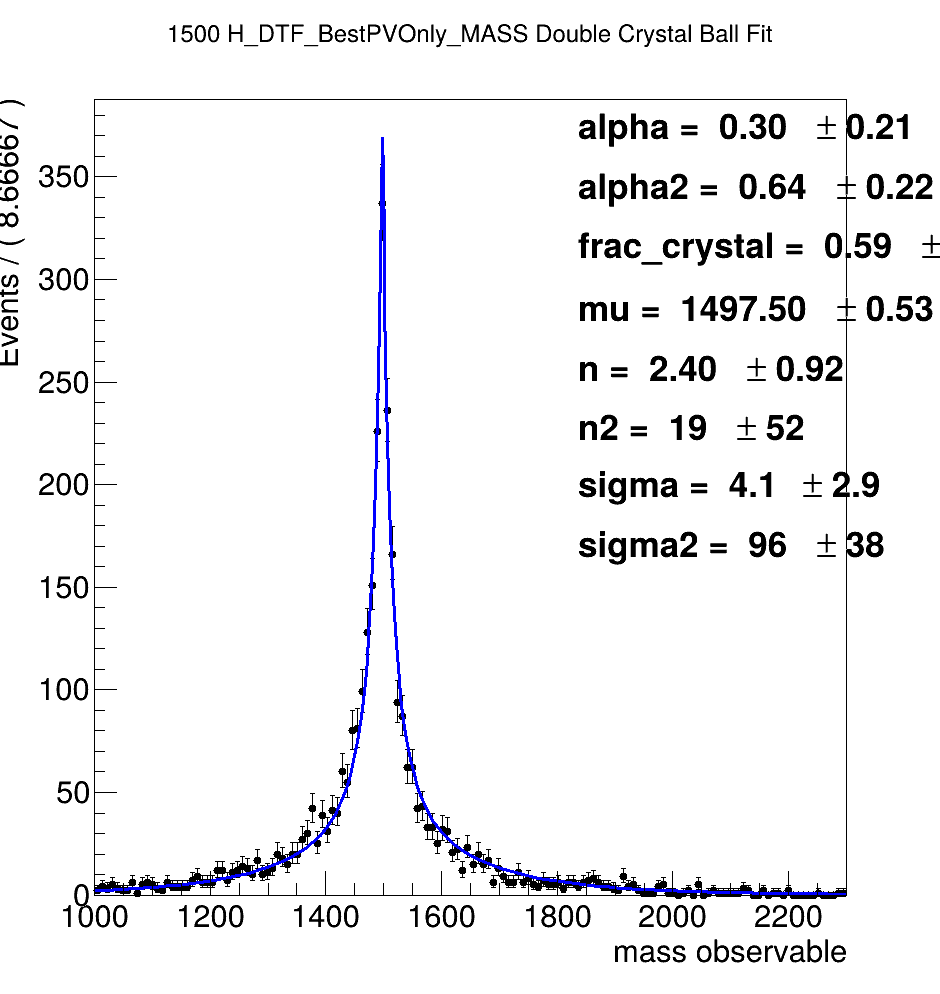 1500 H_DTF_BestPVOnly_MASS Double Crystal Ball Fit
Events / ( 8.66667 )
350
300
250
200
150
100
50
0
alpha = 0.30 ± 0.21
alpha2 = 0.64 ± 0.22
frac_crystal = 0.59 ±
mu = 1497.50 ± 0.53
n = 2.40 ± 0.92
n2 = 19 ± 52
sigma = 4.1 ± 2.9
sigma2 = 96 ± 38
1000 1200 1400 1600 1800 2000 2200
mass observable